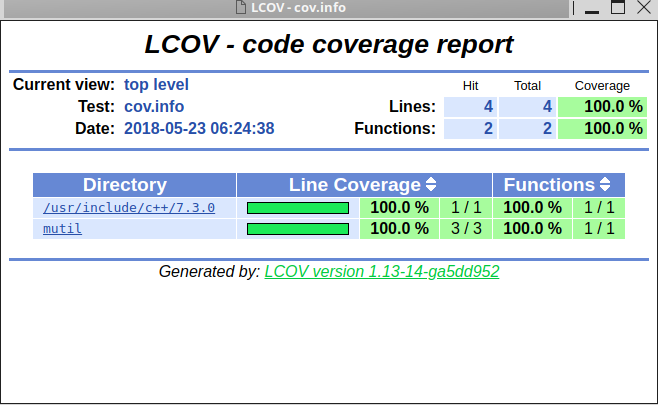 LCOV - cov.info
LCOV - code coverage report
Current view: top level Hit Total Coverage
Test: cov.info Lines: 4 4 100.0 %
Date: 2018-05-23 06:24:38 Functions: 2 2 100.0 %
Directory Line Coverage Functions
/usr/include/c++/7.3.0 100.0 % 1 / 1 100.0 % 1 / 1
mutil 100.0 % 3 / 3 100.0 % 1 / 1
Generated by: LCOV version 1.13-14-ga5dd952